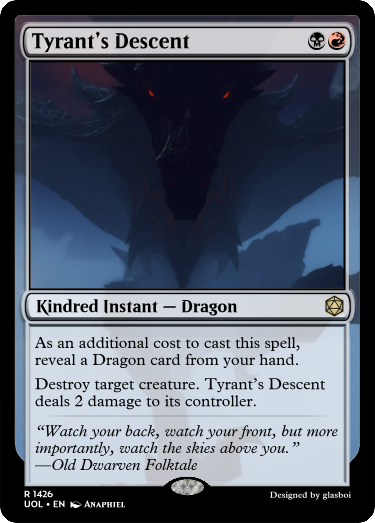 Tyrant's Descent
Kindred Instant — Dragon
As an additional cost to cast this spell,
reveal a Dragon card from your hand.
Destroy target creature. Tyrant's Descent
deals 2 damage to its controller.
“Watch your back, watch your front, but more
importantly, watch the skies above you.”
—Old Dwarven Folktale
R 1426
UOL • EN Anaphiel
Designed by glasboi